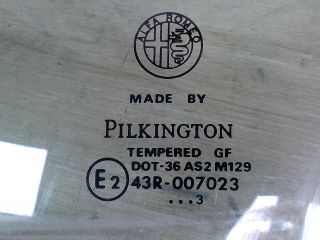 ALFA ROMEO
MADE BY
PILKINGTON
TEMPERED GF
DOT-36 AS2 M129
E2 43R-007023
...3